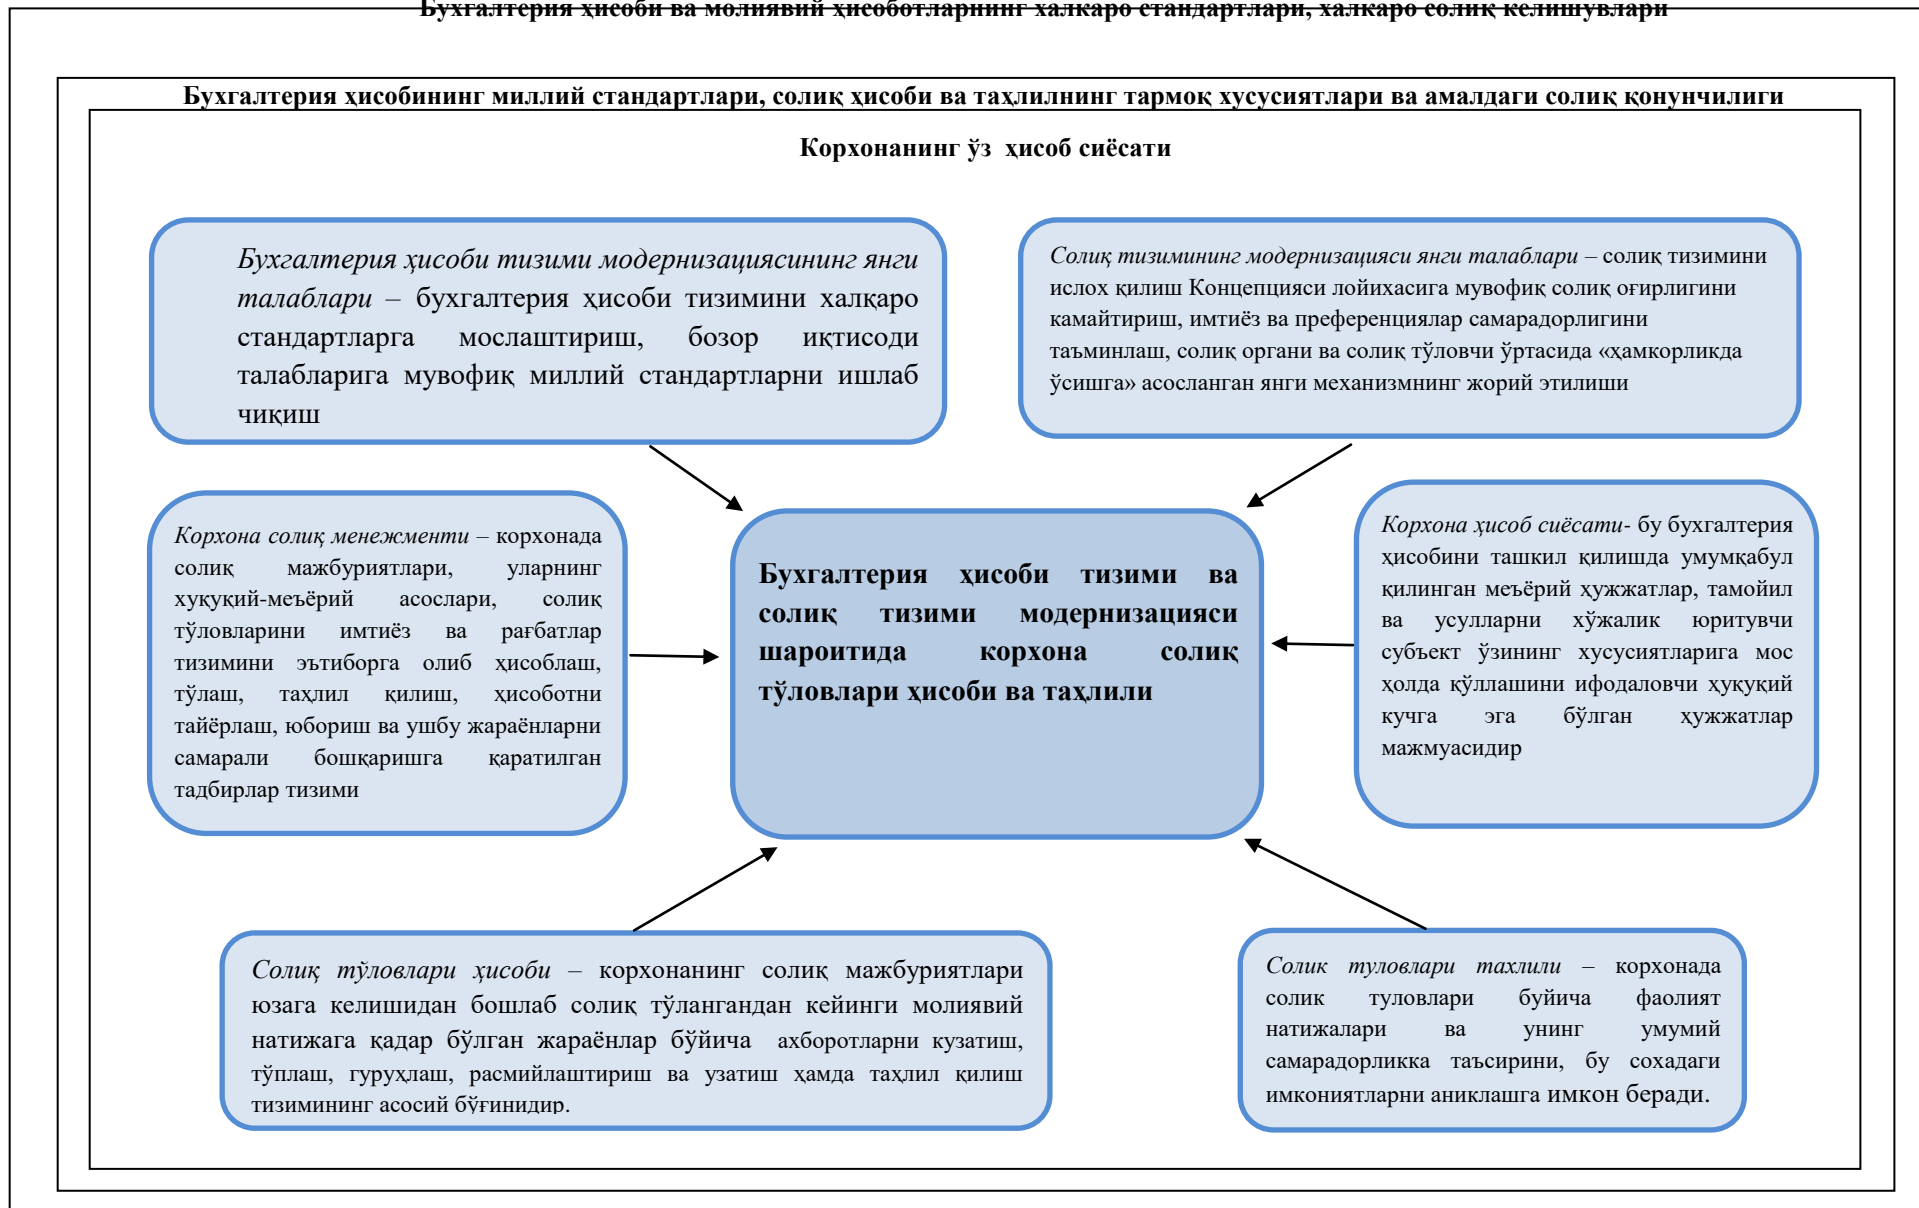 Бухгалтерия ҳисоби ва молиявий ҳисоботларнинг халкаро стандартлари, халкаро солиқ келишувлари
Бухгалтерия ҳисобининг миллий стандартлари, солиқ ҳисоби ва таҳлилнинг тармоқ хусусиятлари ва амалдаги солиқ қонунчилиги
Корхонанинг ўз ҳисоб сиёсати
Бухгалтерия ҳисоби тизими модернизациясининг янги
талаблари – бухгалтерия ҳисоби тизимини халқаро
стандартларга мослаштириш, бозор иқтисоди
талабларига мувофиқ миллий стандартларни ишлаб
чиқиш
Солиқ тизимининг модернизацияси янги талаблари – солиқ тизимини
ислох қилиш Концепцияси лойихасига мувофиқ солиқ оғирлигини
камайтириш, имтиёз ва преференциялар самарадорлигини
таъминлаш, солиқ органи ва солиқ тўловчи ўртасида «ҳамкорликда
ўсишга» асосланган янги механизмнинг жорий этилиши
Корхона солиқ менежменти – корхонада
солиқ мажбуриятлари, уларнинг
хуқуқий-меъёрий асослари, солиқ
тўловларини имтиёз ва рағбатлар
тизимини эътиборга олиб ҳисоблаш,
тўлаш, таҳлил қилиш, ҳисоботни
тайёрлаш, юбориш ва ушбу жараёнларни
самарали бошқаришга қаратилган
тадбирлар тизими
Бухгалтерия ҳисоби тизими ва
солиқ тизими модернизацияси
шароитида корхона солиқ
тўловлари ҳисоби ва таҳлили
Корхона ҳисоб сиёсати- бу бухгалтерия
ҳисобини ташкил қилишда умумқабул
қилинган меъёрий ҳужжатлар, тамойил
ва усулларни хўжалик юритувчи
субъект ўзининг хусусиятларига мос
ҳолда қўллашини ифодаловчи ҳуқуқий
кучга эга бўлган ҳужжатлар
мажмуасидир
Солиқ тўловлари ҳисоби – корхонанинг солиқ мажбуриятлари
юзага келишидан бошлаб солиқ тўлангандан кейинги молиявий
натижага қадар бўлган жараёнлар бўйича ахборотларни кузатиш,
тўплаш, гуруҳлаш, расмийлаштириш ва узатиш ҳамда таҳлил қилиш
тизимининг асосий бўғинидир.
Солик туловлари тахлили – корхонада
солик туловлари буйича фаолият
натижалари ва унинг умумий
самарадорликка таъсирини, бу сохадаги
имкониятларни аниклашга имкон беради.